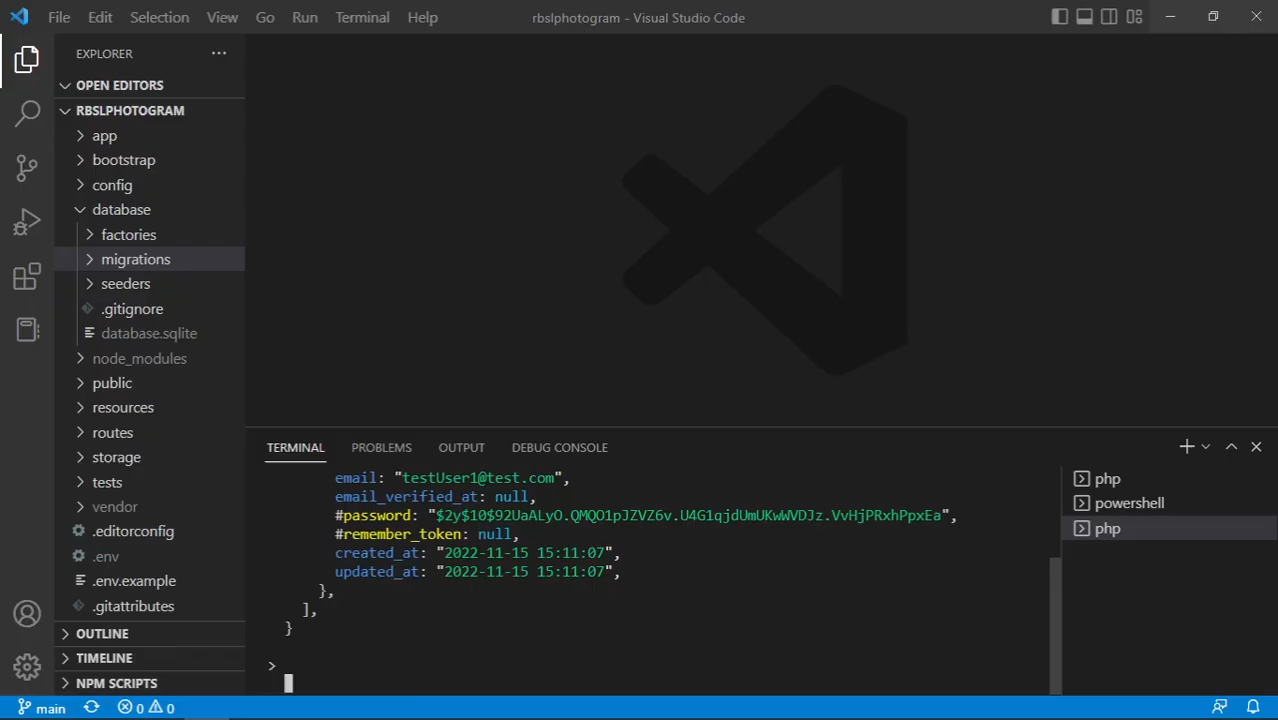 File Edit Selection View Go Run Terminal Help rbslphotogram - Visual Studio Code
EXPLORER
OPEN EDITORS
RBSLPHOTOGRAM
app
bootstrap
config
database
factories
migrations
seeders
.gitignore
database.sqlite
node_modules
public
resources
routes
storage
tests
vendor
.editorconfig
.env
.env.example
.gitattributes
OUTLINE
TIMELINE
NPM SCRIPTS
TERMINAL PROBLEMS OUTPUT DEBUG CONSOLE
email: "testUser1@test.com",
email_verified_at: null,
#password: "$2y$10$92UaALyO.QMQO1pJZVZ6v.U4G1qjdUmUKwWVDJz.VvHjPRxhPpxEa",
#remember_token: null,
created_at: "2022-11-15 15:11:07",
updated_at: "2022-11-15 15:11:07",
},
],
}
>
php
powershell
php
main 0 0